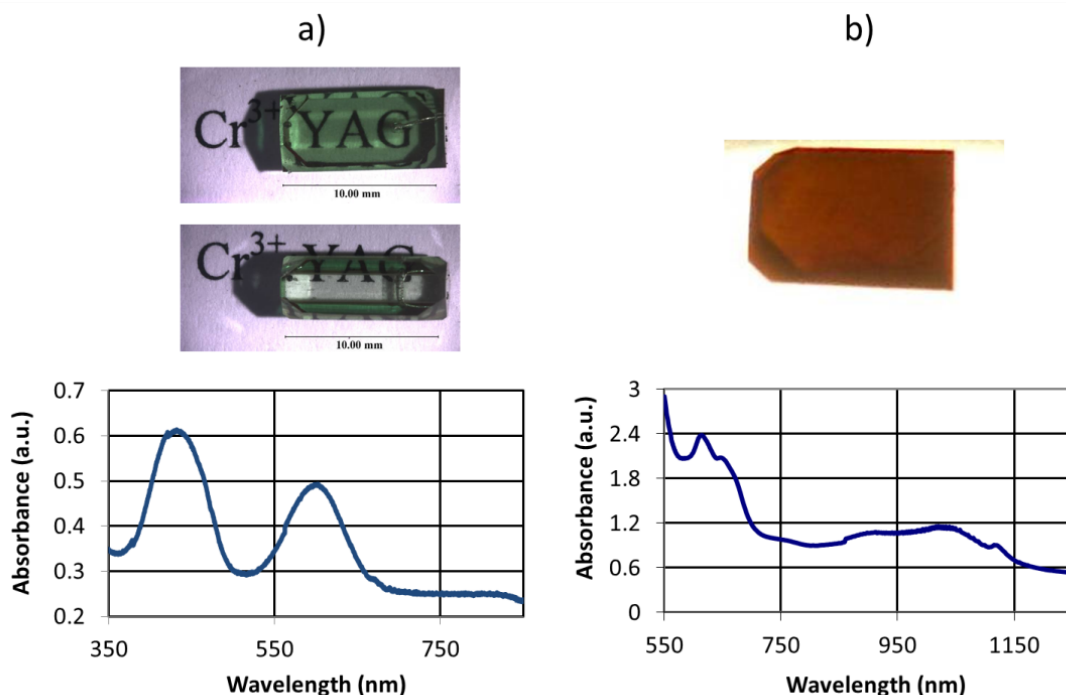 a)
b)
Cr3+:YAG
10.00 mm
Cr3+:YAG
10.00 mm
0.7
0.6
0.5
0.4
0.3
0.2
350
550
750
Absorbance (a.u.)
Wavelength (nm)
3
2.4
1.8
1.2
0.6
0
550
750
950
1150
Absorbance (a.u.)
Wavelength (nm)